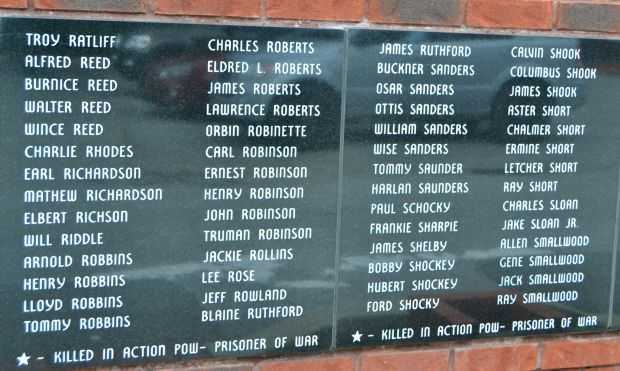 TROY RATLIFF
ALFRED REED
BURNICE REED
WALTER REED
WINCE REED
CHARLIE RHODES
EARL RICHARDSON
MATHEW RICHARDSON
ELBERT RICHSON
WILL RIDDLE
ARNOLD ROBBINS
HENRY ROBBINS
LLOYD ROBBINS
TOMMY ROBBINS
CHARLES ROBERTS
ELDRED L. ROBERTS
JAMES ROBERTS
LAWRENCE ROBERTS
ORBIN ROBINETTE
CARL ROBINSON
ERNEST ROBINSON
HENRY ROBINSON
JOHN ROBINSON
TRUMAN ROBINSON
JACKIE ROLLINS
LEE ROSE
JEFF ROWLAND
BLAINE RUTHFORD
★ - KILLED IN ACTION POW- PRISONER OF WAR
JAMES RUTHFORD
BUCKNER SANDERS
OSAR SANDERS
OTTIS SANDERS
WILLIAM SANDERS
WISE SANDERS
TOMMY SAUNDER
HARLAN SAUNDERS
PAUL SCHOCKY
FRANKIE SHARPIE
JAMES SHELBY
BOBBY SHOCKEY
HUBERT SHOCKEY
FORD SHOCKY
CALVIN SHOOK
COLUMBUS SHOOK
JAMES SHOOK
ASTER SHORT
CHALMER SHORT
ERMINE SHORT
LETCHER SHORT
RAY SHORT
CHARLES SLOAN
JAKE SLOAN JR.
ALLEN SMALLWOOD
GENE SMALLWOOD
JACK SMALLWOOD
RAY SMALLWOOD
★ - KILLED IN ACTION POW- PRISONER OF WAR